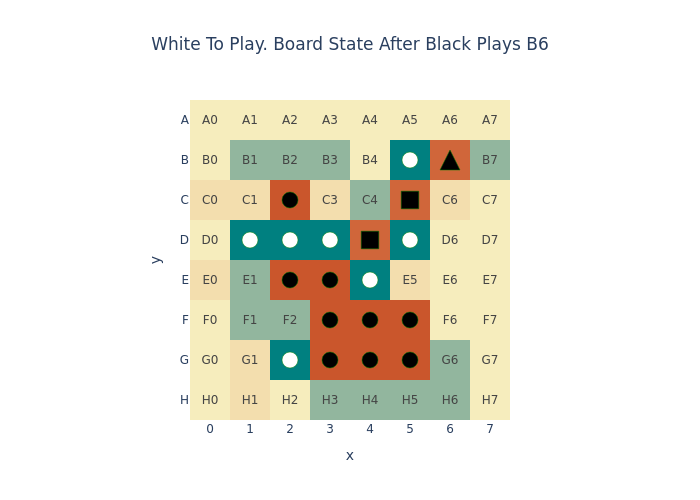 White To Play. Board State After Black Plays B6
A A0 A1 A2 A3 A4 A5 A6 A7
B B0 B1 B2 B3 B4 B7
C C0 C1 C3 C4 C6 C7
D D0 D6 D7
y
E E0 E1 E5 E6 E7
F F0 F1 F2 F6 F7
G G0 G1 G6 G7
H H0 H1 H2 H3 H4 H5 H6 H7
0 1 2 3 4 5 6 7
x